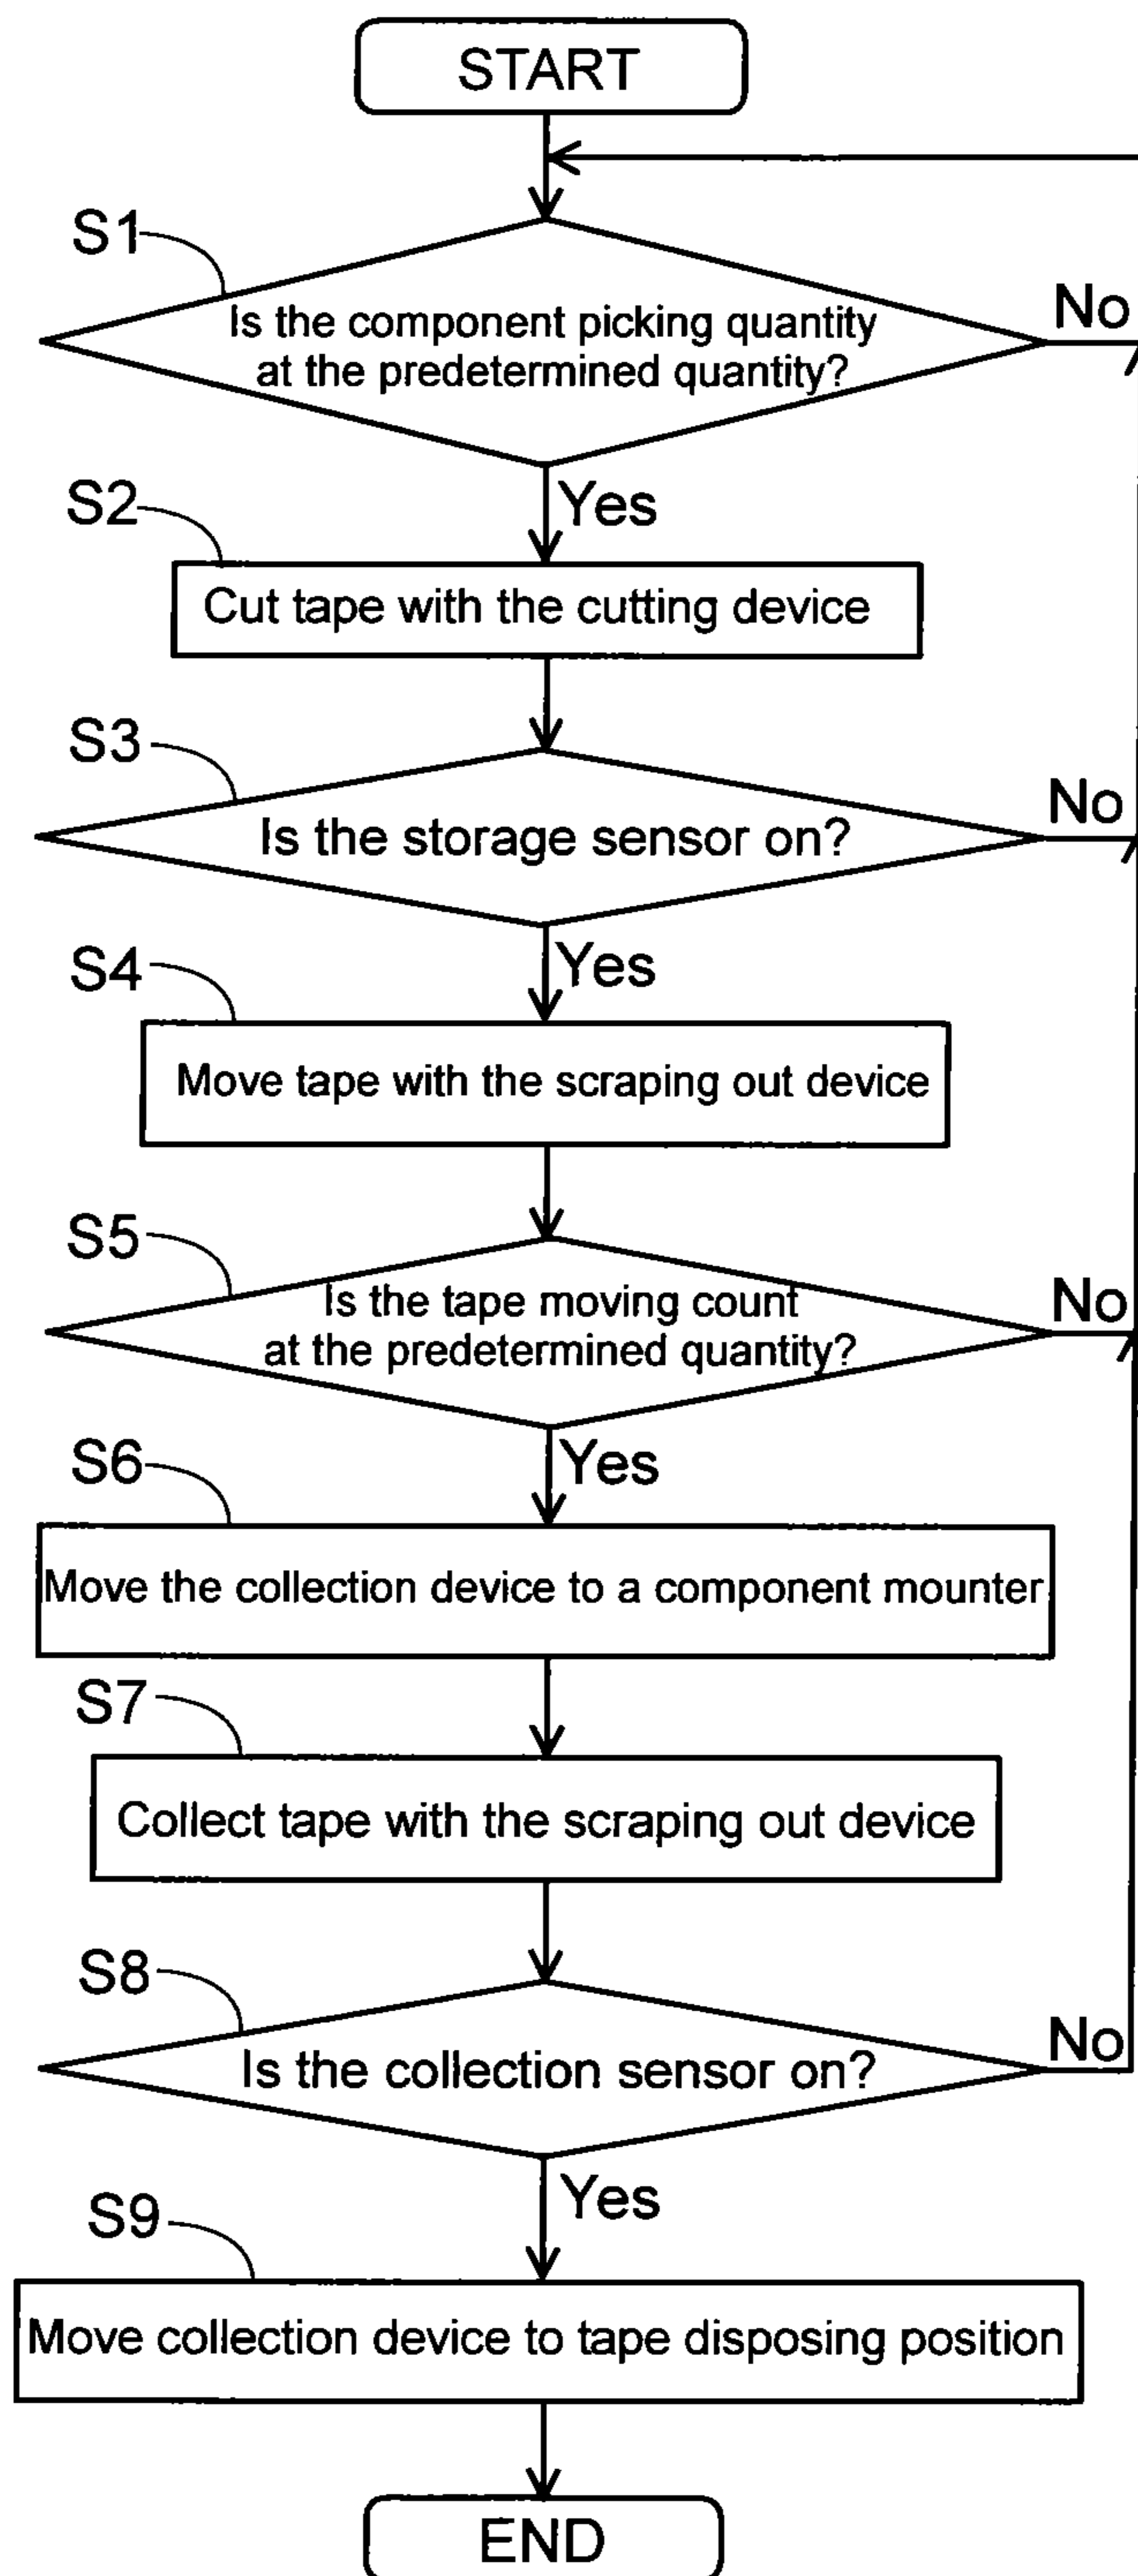 START
S1
Is the component picking quantity
at the predetermined quantity?
No
Yes
S2
Cut tape with the cutting device
S3
Is the storage sensor on?
No
Yes
S4
Move tape with the scraping out device
S5
Is the tape moving count
at the predetermined quantity?
No
Yes
S6
Move the collection device to a component mounter
S7
Collect tape with the scraping out device
S8
Is the collection sensor on?
No
Yes
S9
Move collection device to tape disposing position
END